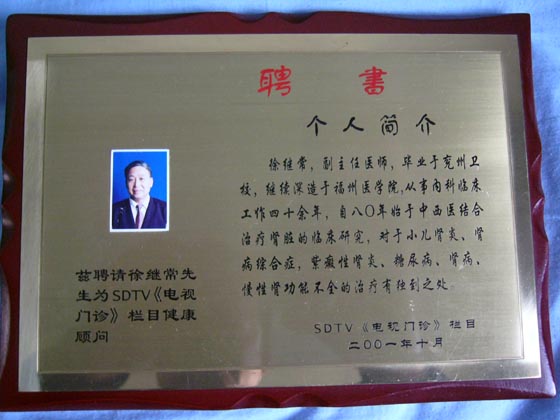 聘 書
个人简介
徐继常，副主任医师，毕业于兖州卫
校，继续深造于福州医学院，从事内科临床
工作四十余年，自八〇年始于中西医结合
治疗肾脏的临床研究，对于小儿肾炎、肾
病综合症，紫癜性肾炎、糖尿病、肾病、
慢性肾功能不全的治疗有独到之处。
兹聘请徐继常先
生为SDTV《电视
门诊》栏目健康
顾问
SDTV《电视门诊》栏目
二〇〇一年十月